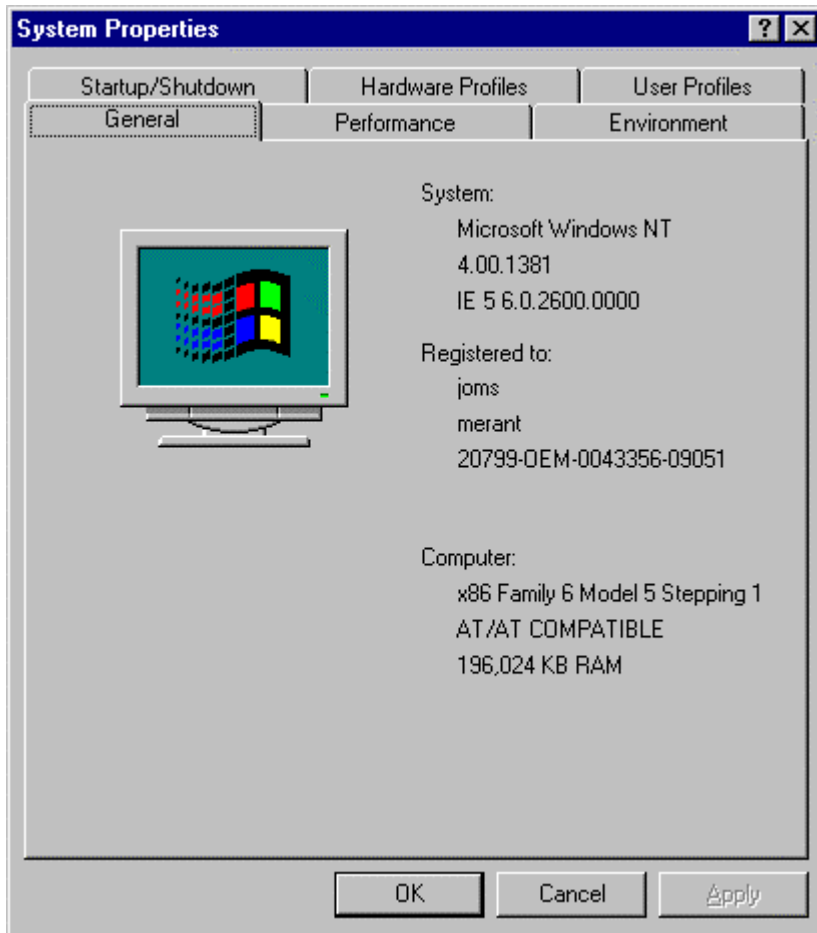 System Properties
Startup/Shutdown Hardware Profiles User Profiles
General Performance Environment
System:
Microsoft Windows NT
4.00.1381
IE 5 6.0.2600.0000
Registered to:
joms
merant
20799-OEM-0043356-09051
Computer:
x86 Family 6 Model 5 Stepping 1
AT/AT COMPATIBLE
196,024 KB RAM
OK Cancel Apply